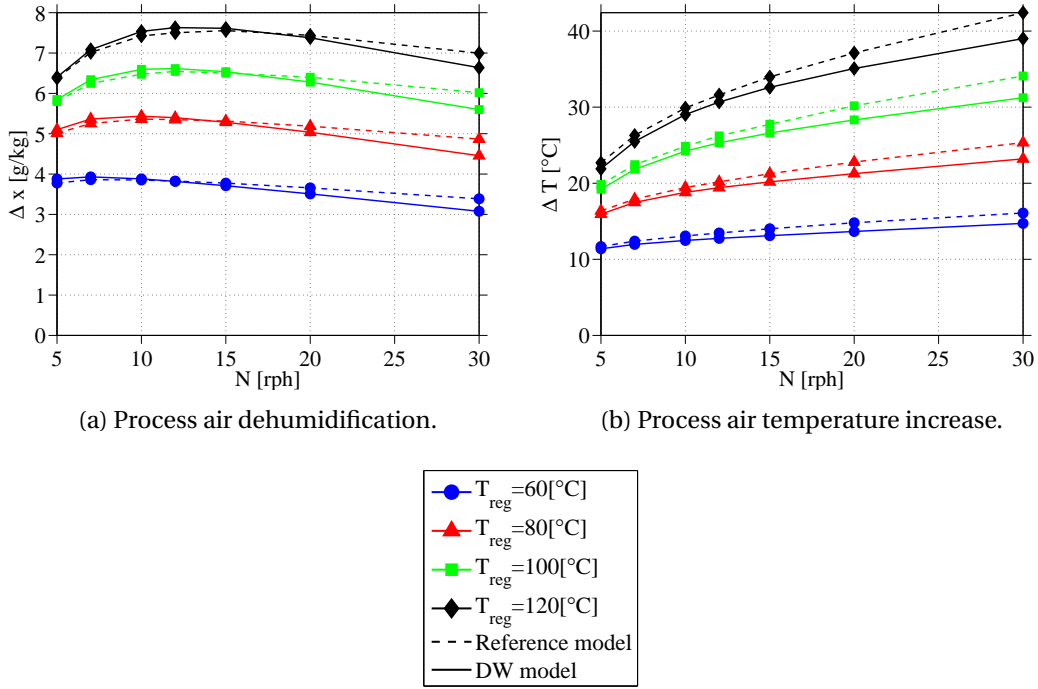 8
7
6
5
4
3
2
1
0
Δ x [g/kg]
5 10 15 20 25 30
N [rph]
(a) Process air dehumidification.
40
30
20
10
0
Δ T [°C]
5 10 15 20 25 30
N [rph]
(b) Process air temperature increase.
T_reg=60[°C]
T_reg=80[°C]
T_reg=100[°C]
T_reg=120[°C]
Reference model
DW model